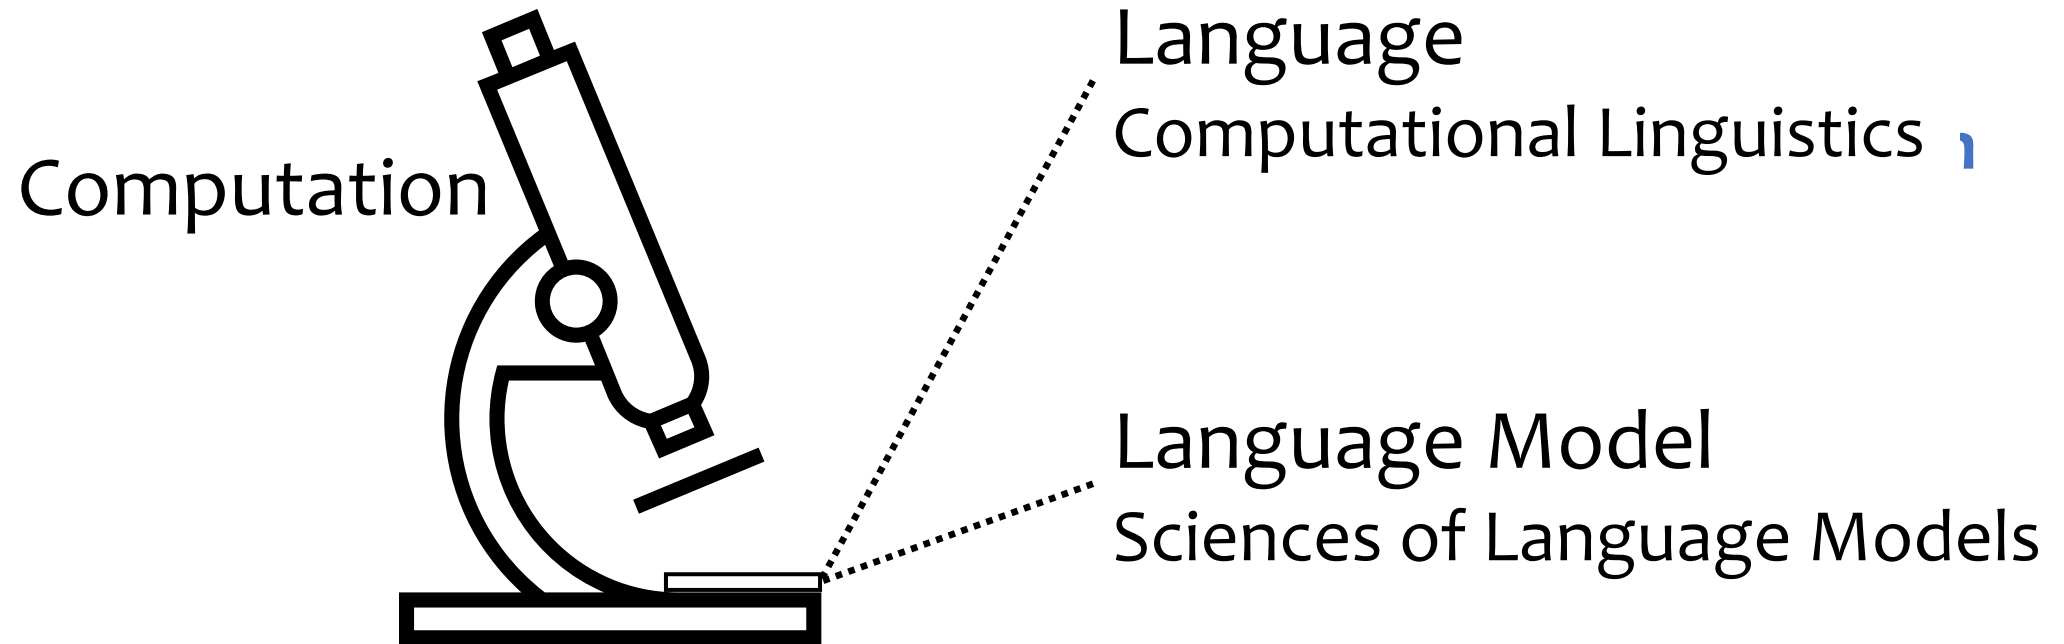 Language
Computational Linguistics
Computation
Language Model
Sciences of Language Models